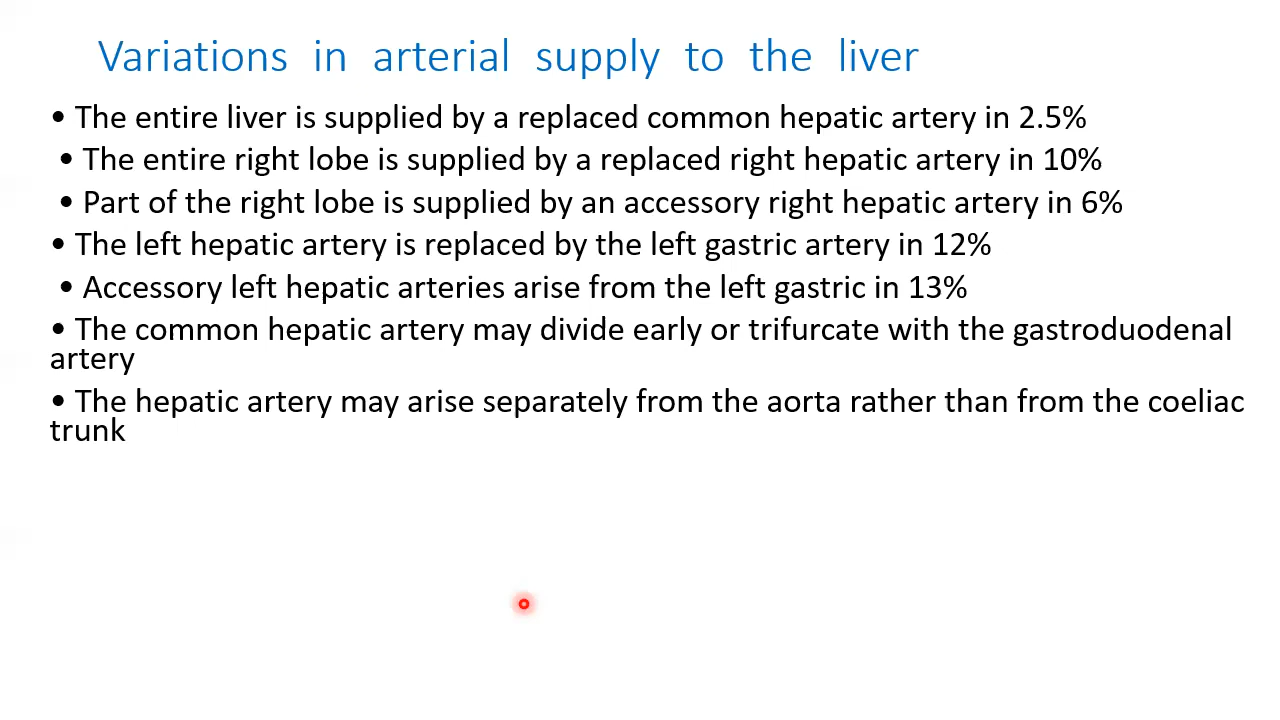 Variations in arterial supply to the liver
• The entire liver is supplied by a replaced common hepatic artery in 2.5%
• The entire right lobe is supplied by a replaced right hepatic artery in 10%
• Part of the right lobe is supplied by an accessory right hepatic artery in 6%
• The left hepatic artery is replaced by the left gastric artery in 12%
• Accessory left hepatic arteries arise from the left gastric in 13%
• The common hepatic artery may divide early or trifurcate with the gastroduodenal
artery
• The hepatic artery may arise separately from the aorta rather than from the coeliac
trunk